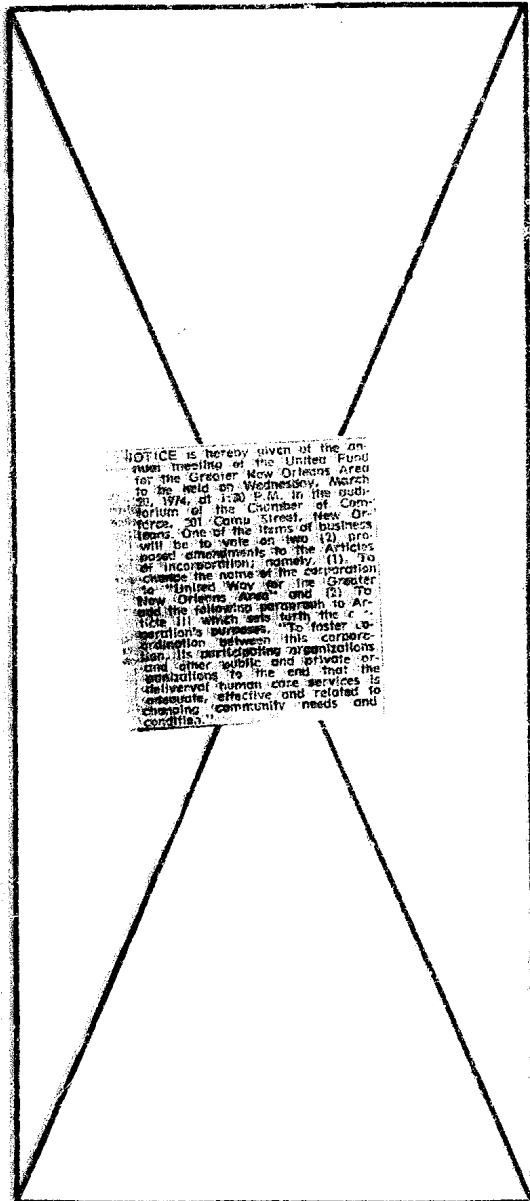 NOTICE is hereby given of the an-
nual meeting of the United Fund
for the Greater New Orleans Area
to be held on Wednesday, March
20, 1974, at 1:30 P.M. in the audi-
torium of the Chamber of Com-
merce, 301 Camp Street, New Or-
leans. One of the items of business
will be to vote on two (2) pro-
posed amendments to the Articles
of Incorporation; namely, (1). To
change the name of the corporation
to "United Way for the Greater
New Orleans Area" and (2) To
add the following paragraph to Ar-
ticle III which sets forth the
poration's purposes. "To foster co-
ordination between this corpora-
tion, its participating organizations
and other public and private or-
ganizations to the end that the
deliverval human care services is
adequate, effective and related to
changing community needs and
condition."